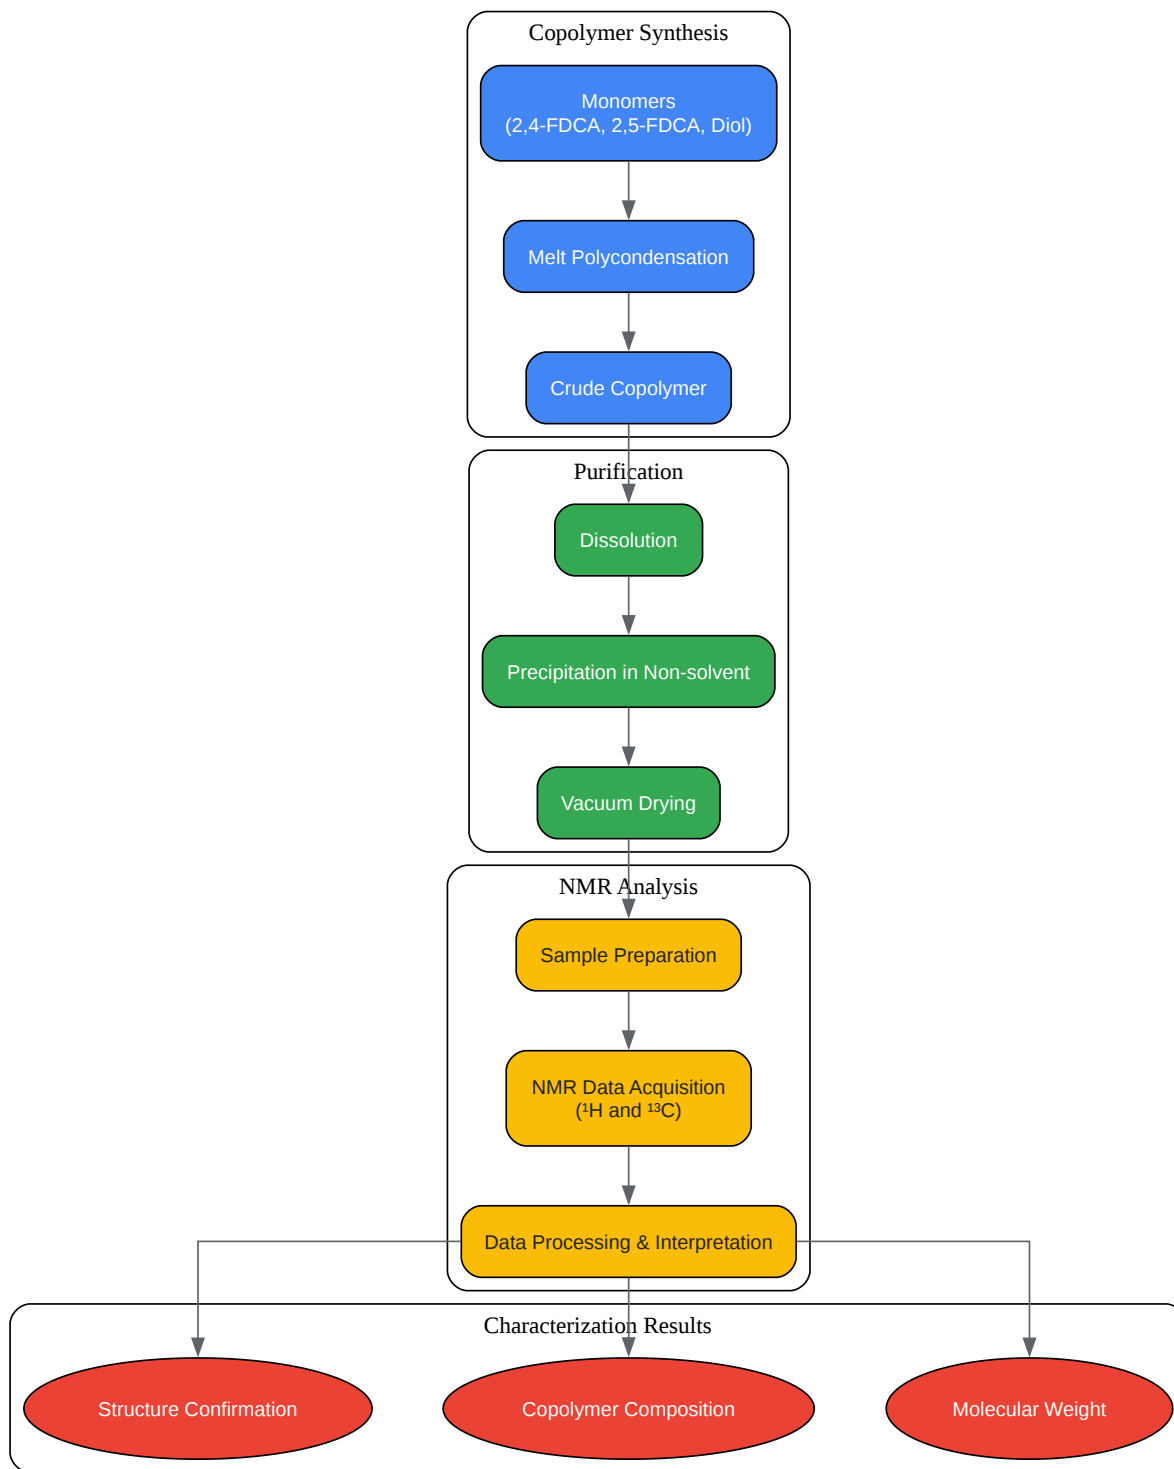 Copolymer Synthesis
Monomers
(2,4-FDCA, 2,5-FDCA, Diol)
Melt Polycondensation
Crude Copolymer
Purification
Dissolution
Precipitation in Non-solvent
Vacuum Drying
NMR Analysis
Sample Preparation
NMR Data Acquisition
(¹H and ¹³C)
Data Processing & Interpretation
Characterization Results
Structure Confirmation
Copolymer Composition
Molecular Weight